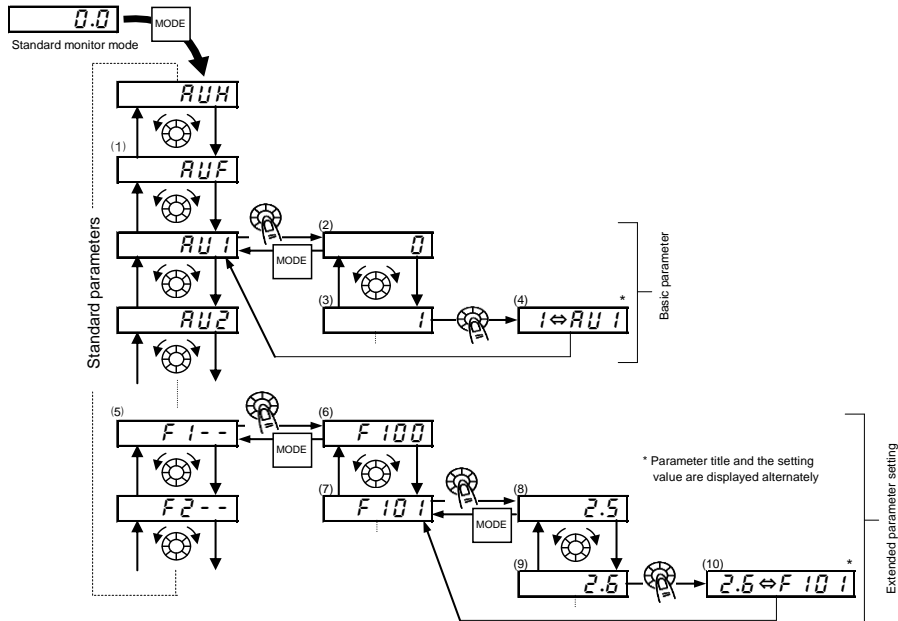 0.0
MODE
Standard monitor mode
AUH
(1)
AUF
(2)
AU1
0
MODE
(3)
(4)
*
AU2
1
1⇔AU1
Basic parameter
Standard parameters
(5)
(6)
F1--
F100
MODE
* Parameter title and the setting
value are displayed alternately
(7)
(8)
F2--
F101
2.5
MODE
(9)
(10)
*
2.6
2.6⇔F101
Extended parameter setting